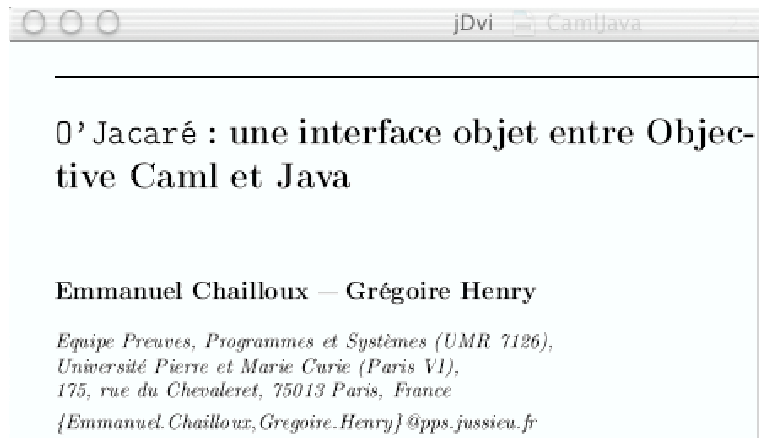 jDvi CamlJava
O'Jacaré : une interface objet entre Objec-
tive Caml et Java
Emmanuel Chailloux — Grégoire Henry
Equipe Preuves, Programmes et Systèmes (UMR 7126),
Université Pierre et Marie Curie (Paris VI),
175, rue du Chevaleret, 75013 Paris, France
{Emmanuel.Chailloux,Gregoire.Henry}@pps.jussieu.fr